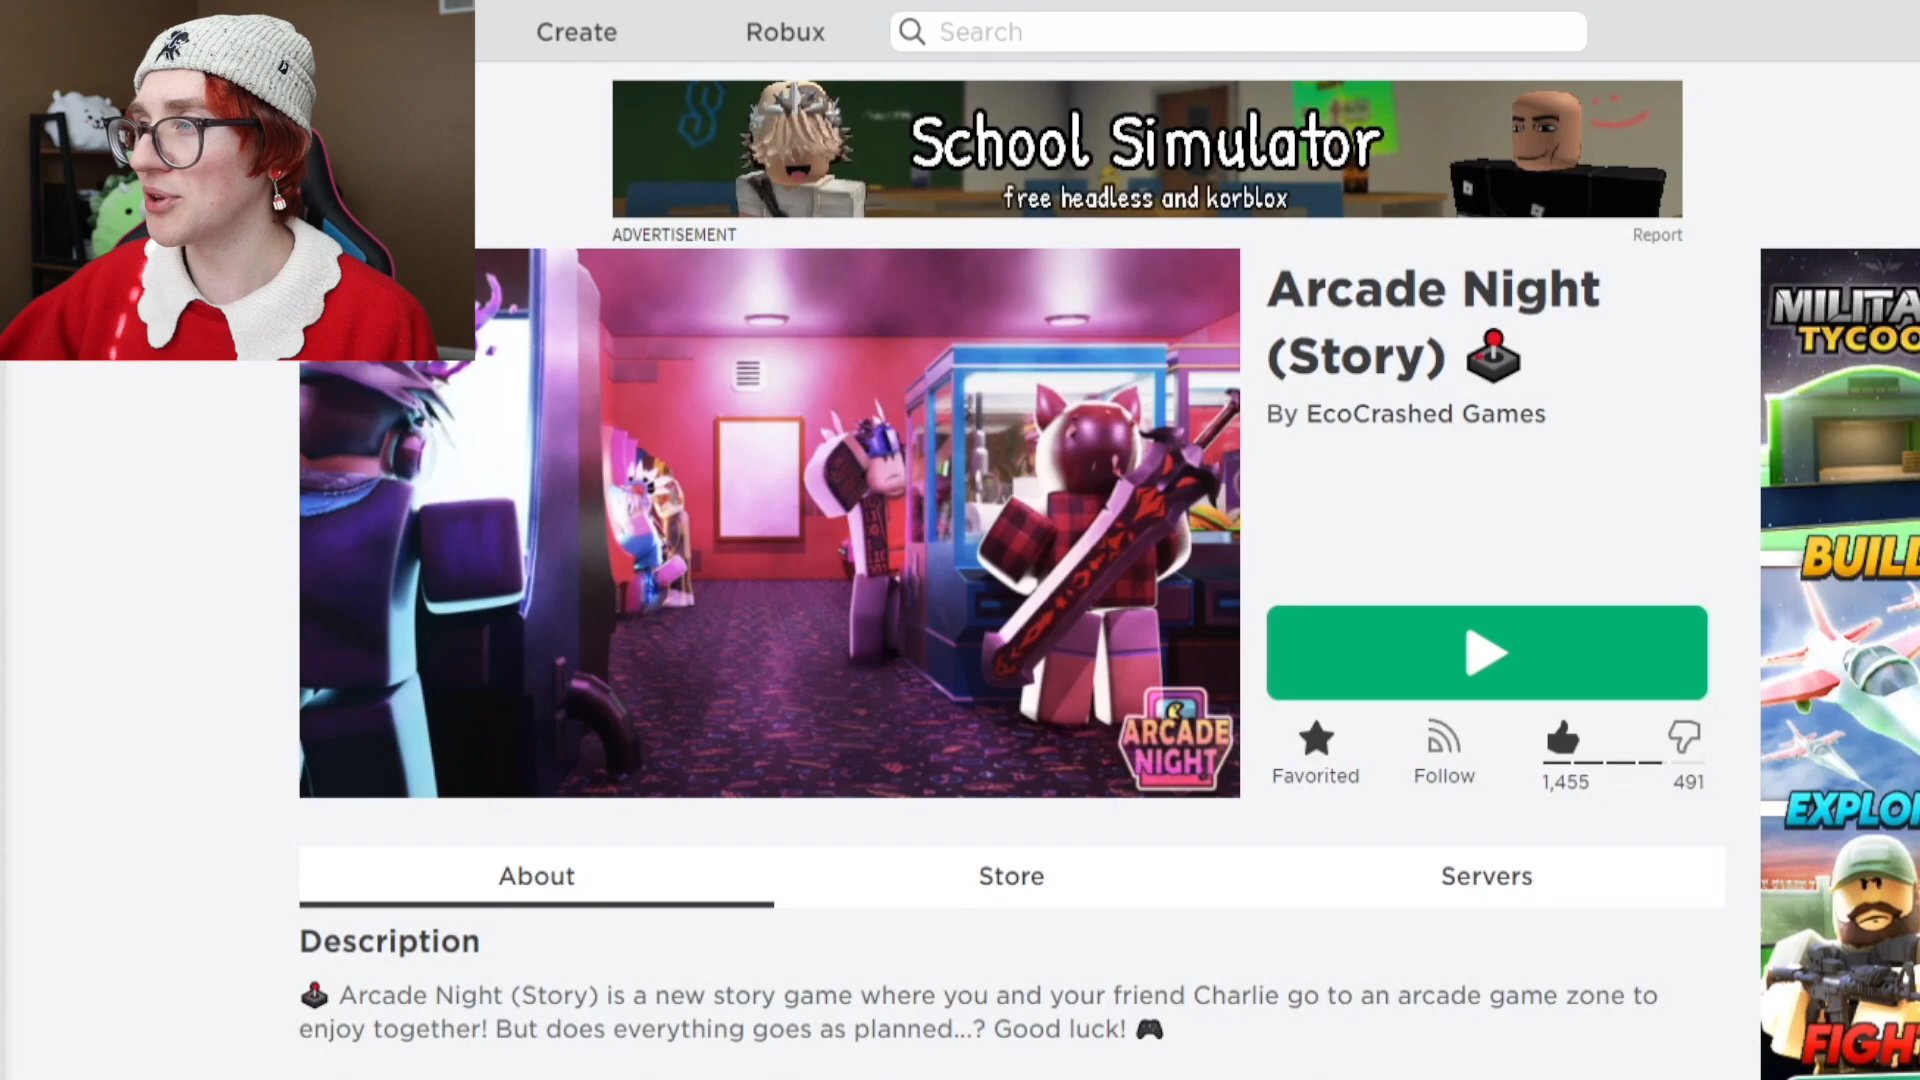 Create
Robux
Search
School Simulator
free headless and korblox
ADVERTISEMENT
Report
Arcade Night
(Story)
By EcoCrashed Games
ARCADE
NIGHT
Favorited
Follow
1,455
491
About
Store
Servers
Description
Arcade Night (Story) is a new story game where you and your friend Charlie go to an arcade game zone to
enjoy together! But does everything goes as planned...? Good luck!
MILITA
TYCOO
BUILD
EXPLOR
FIGH